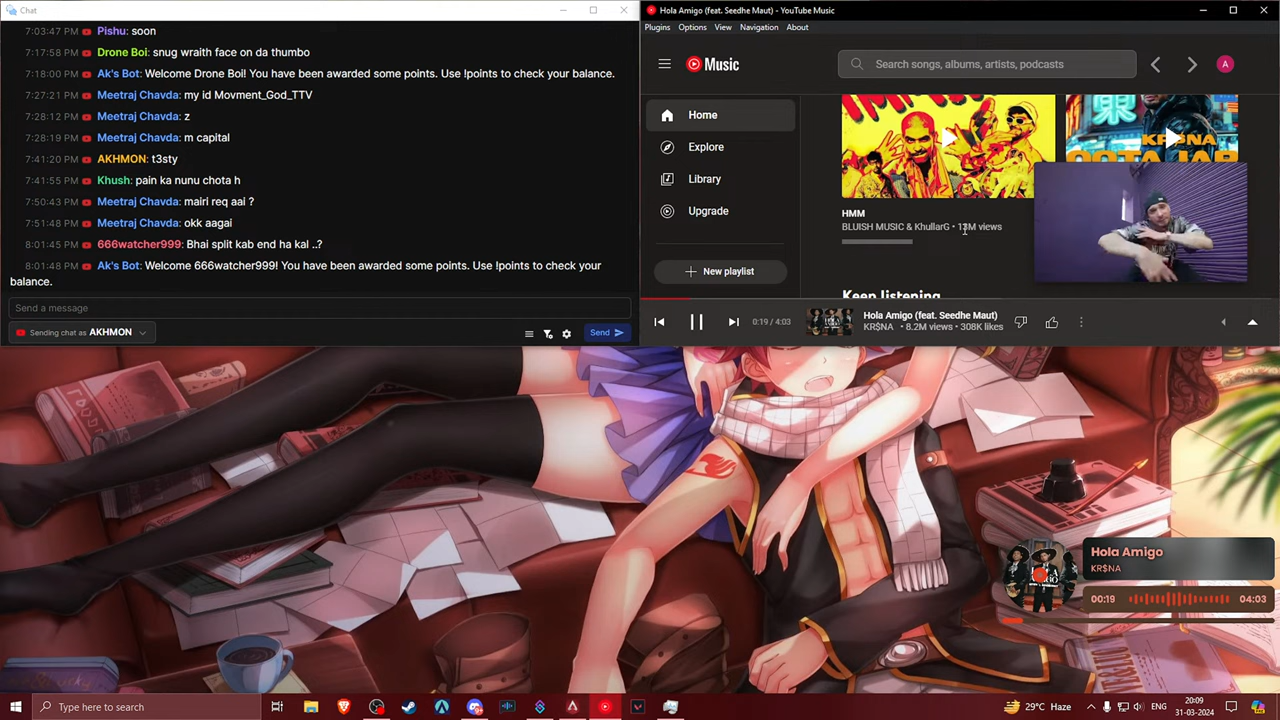 Chat
7:03:47 PM Pishu: soon
7:17:58 PM Drone Boi: snug wraith face on da thumbo
7:18:00 PM Ak's Bot: Welcome Drone Boi! You have been awarded some points. Use !points to check your balance.
7:27:21 PM Meetraj Chavda: my id Movment_God_TTV
7:28:12 PM Meetraj Chavda: z
7:28:19 PM Meetraj Chavda: m capital
7:41:20 PM AKHMON: t3sty
7:41:55 PM Khush: pain ka nunu chota h
7:50:43 PM Meetraj Chavda: mairi req aai ?
7:51:48 PM Meetraj Chavda: okk aagai
8:01:45 PM 666watcher999: Bhai split kab end ha kal ..?
8:01:48 PM Ak's Bot: Welcome 666watcher999! You have been awarded some points. Use !points to check your
balance.
Send a message
Sending chat as AKHMON
Send
Hola Amigo (feat. Seedhe Maut) - YouTube Music
Plugins Options View Navigation About
Music
Search songs, albums, artists, podcasts
A
Home
Explore
Library
Upgrade
New playlist
KR$NA
HMM
BLUISH MUSIC & KhullarG • 13M views
Keep listening
0:19 / 4:03
Hola Amigo (feat. Seedhe Maut)
KR$NA • 8.2M views • 308K likes
Hola Amigo
KR$NA
00:19
04:03
Type here to search
29°C Haze
ENG
20:09
31-03-2024